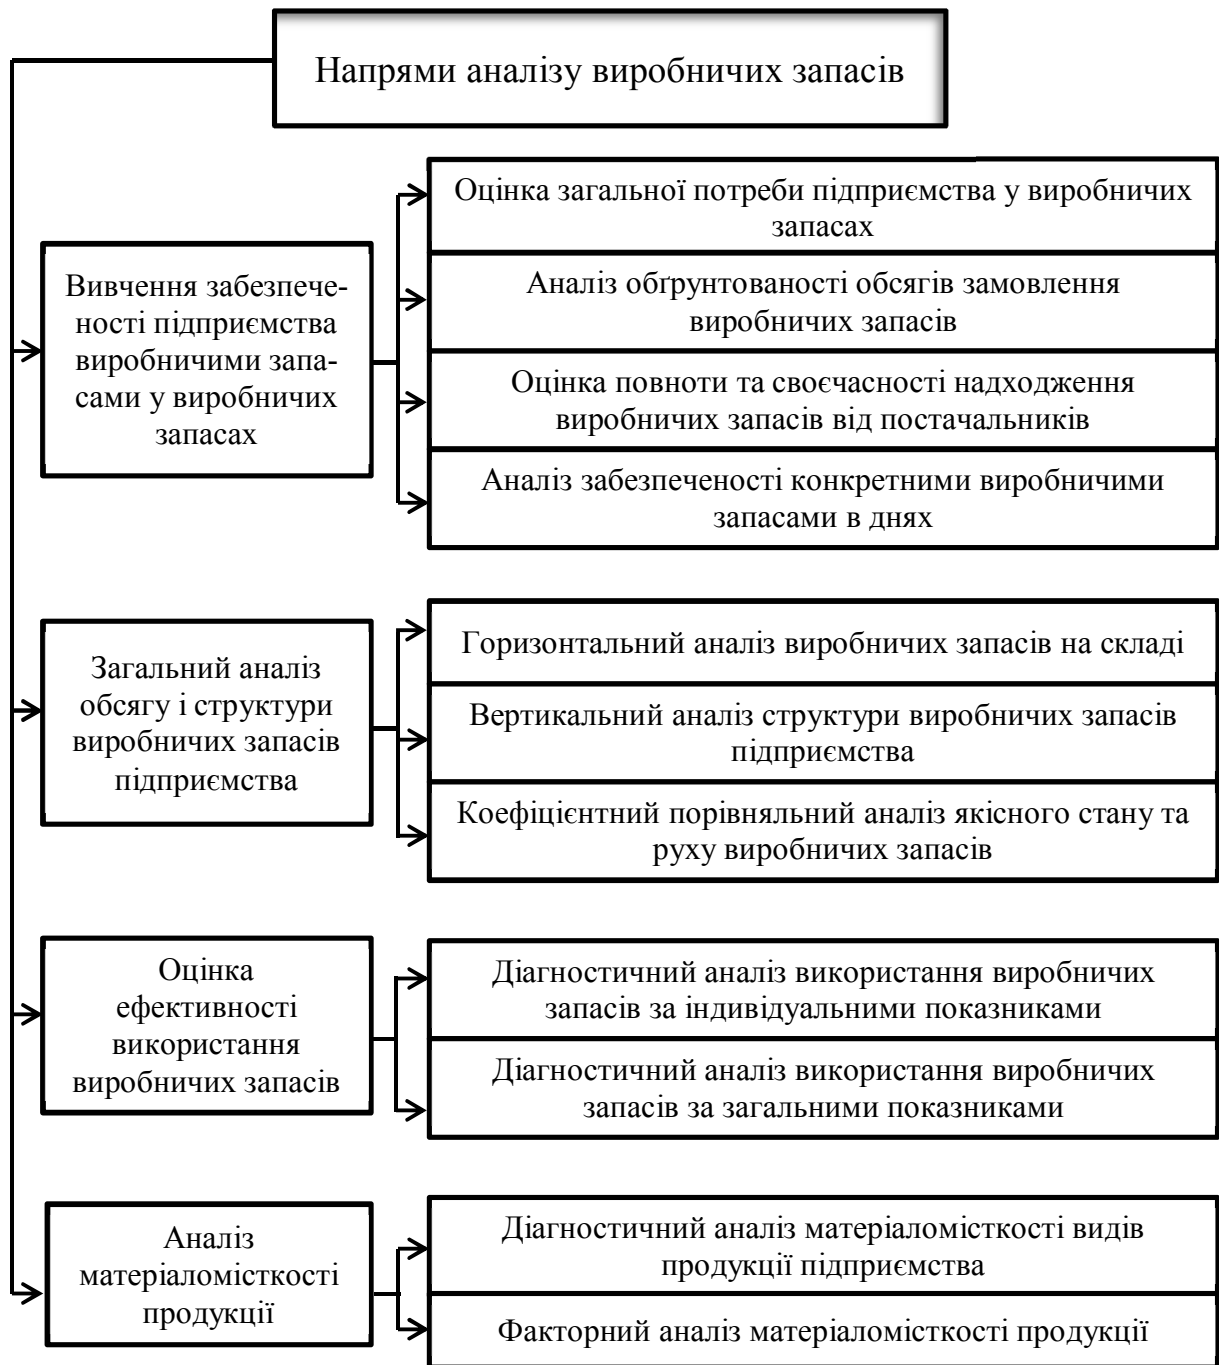 Напрями аналізу виробничих запасів
Вивчення забезпече-
ності підприємства
виробничими запа-
сами у виробничих
запасах
Оцінка загальної потреби підприємства у виробничих
запасах
Аналіз обґрунтованості обсягів замовлення
виробничих запасів
Оцінка повноти та своєчасності надходження
виробничих запасів від постачальників
Аналіз забезпеченості конкретними виробничими
запасами в днях
Загальний аналіз
обсягу і структури
виробничих запасів
підприємства
Горизонтальний аналіз виробничих запасів на складі
Вертикальний аналіз структури виробничих запасів
підприємства
Коефіцієнтний порівняльний аналіз якісного стану та
руху виробничих запасів
Оцінка
ефективності
використання
виробничих запасів
Діагностичний аналіз використання виробничих
запасів за індивідуальними показниками
Діагностичний аналіз використання виробничих
запасів за загальними показниками
Аналіз
матеріаломісткості
продукції
Діагностичний аналіз матеріаломісткості видів
продукції підприємства
Факторний аналіз матеріаломісткості продукції